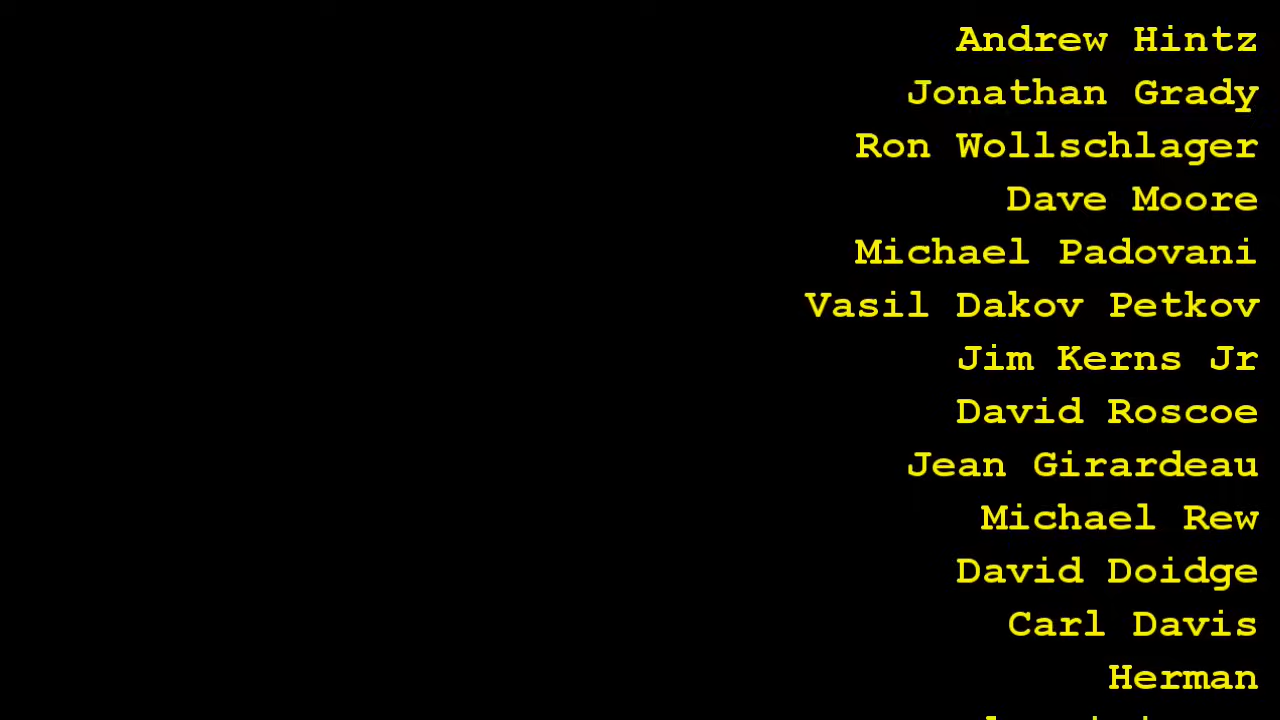 Andrew Hintz
Jonathan Grady
Ron Wollschlager
Dave Moore
Michael Padovani
Vasil Dakov Petkov
Jim Kerns Jr
David Roscoe
Jean Girardeau
Michael Rew
David Doidge
Carl Davis
Herman